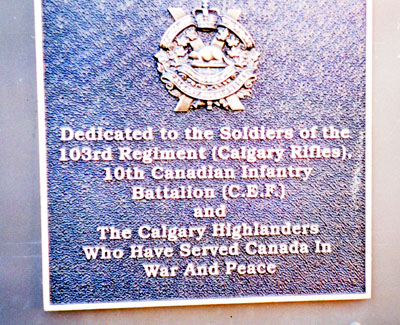 Dedicated to the Soldiers of the
103rd Regiment (Calgary Rifles),
10th Canadian Infantry
Battalion (C.E.F.)
and
The Calgary Highlanders
Who Have Served Canada In
War And Peace